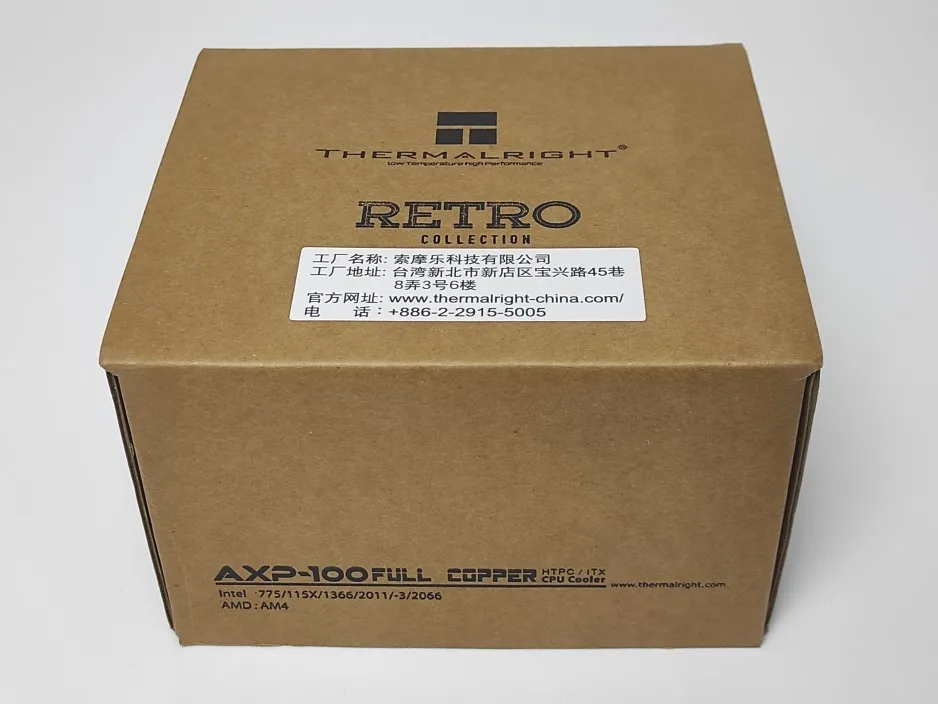 THERMALRIGHT®
Low Temperature high Performance
RETRO
COLLECTION
工厂名称: 索摩乐科技有限公司
工厂地址: 台湾新北市新店区宝兴路45巷
8弄3号6楼
官方网址: www.thermalright-china.com/
电 话：+886-2-2915-5005
AXP-100 FULL COPPER HTPC / ITX CPU Cooler www.thermalright.com
Intel :775/115X/1366/2011/-3/2066
AMD : AM4